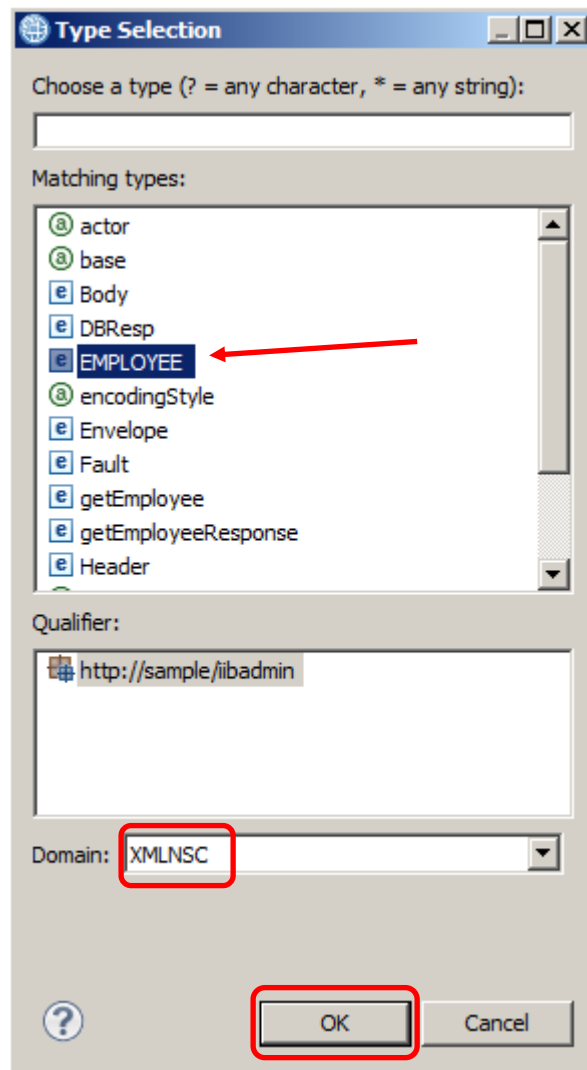 Type Selection
Choose a type (? = any character, * = any string):
Matching types:
actor
base
Body
DBResp
EMPLOYEE
encodingStyle
Envelope
Fault
getEmployee
getEmployeeResponse
Header
Qualifier:
http://sample/iibadmin
Domain: XMLNSC
OK Cancel